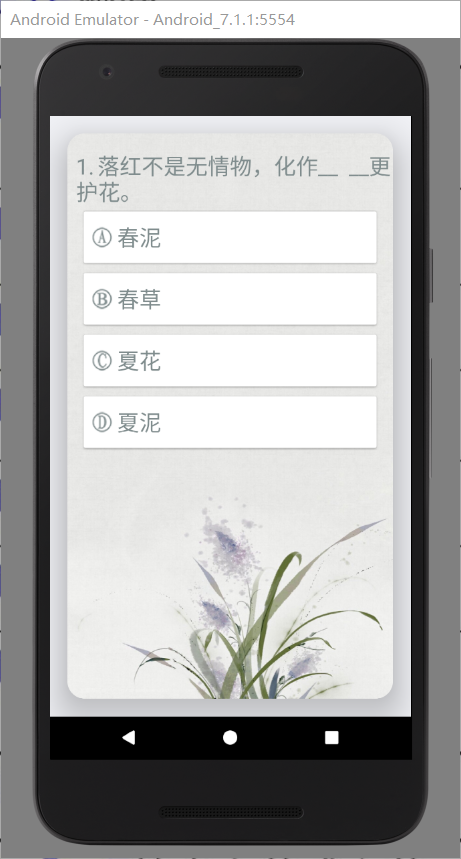 Android Emulator - Android_7.1.1:5554
1. 落红不是无情物，化作__ __更
护花。
Ⓐ 春泥
Ⓑ 春草
Ⓒ 夏花
Ⓓ 夏泥